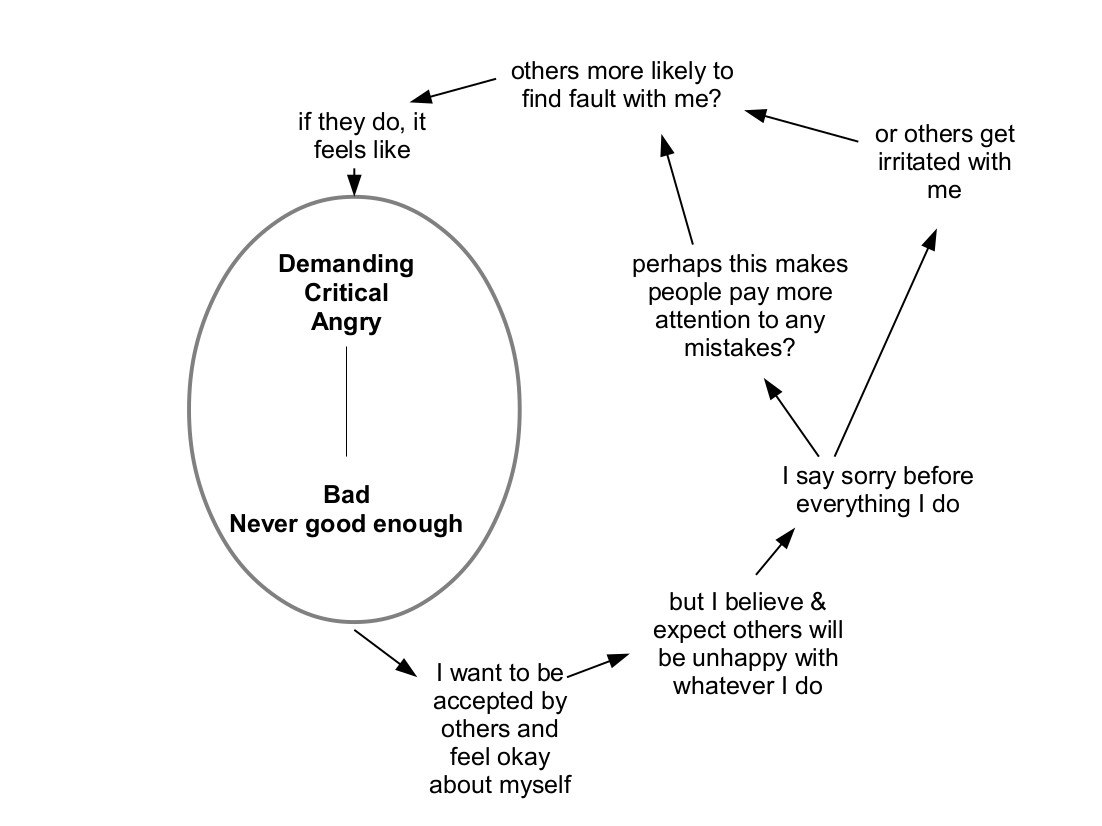 others more likely to
find fault with me?
if they do, it
feels like
Demanding
Critical
Angry
Bad
Never good enough
I want to be
accepted by
others and
feel okay
about myself
but I believe &
expect others will
be unhappy with
whatever I do
I say sorry before
everything I do
perhaps this makes
people pay more
attention to any
mistakes?
or others get
irritated with
me